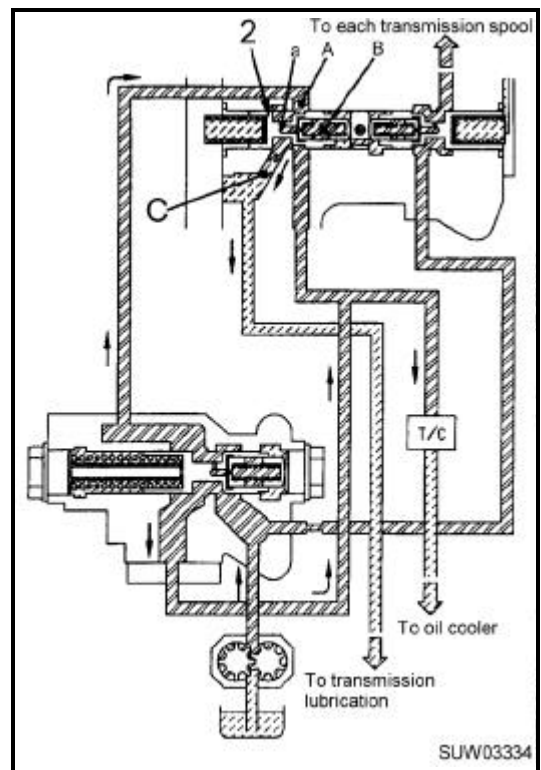 To each transmission spool
2
a
A
B
C
T/C
To oil cooler
To transmission
lubrication
SUW03334